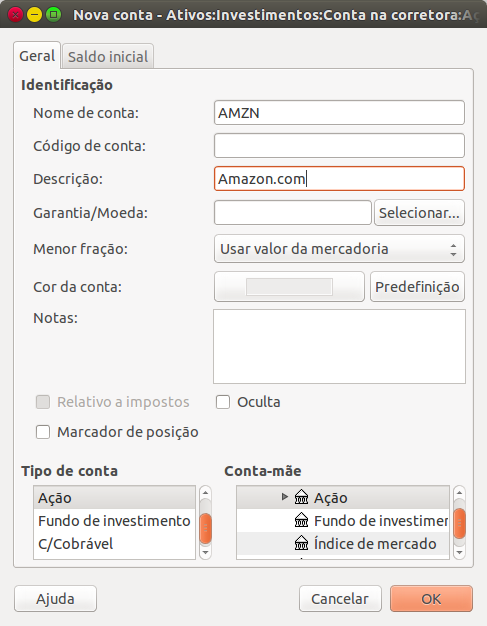 Nova conta - Ativos:Investimentos:Conta na corretora:Aç
Geral
Saldo inicial
Identificação
Nome de conta:
AMZN
Código de conta:
Descrição:
Amazon.com
Garantia/Moeda:
Selecionar...
Menor fração:
Usar valor da mercadoria
Cor da conta:
Predefinição
Notas:
Relativo a impostos
Oculta
Marcador de posição
Tipo de conta
Conta-mãe
Ação
Ação
Fundo de investimento
Fundo de investimer
C/Cobrável
Índice de mercado
Ajuda
Cancelar
OK